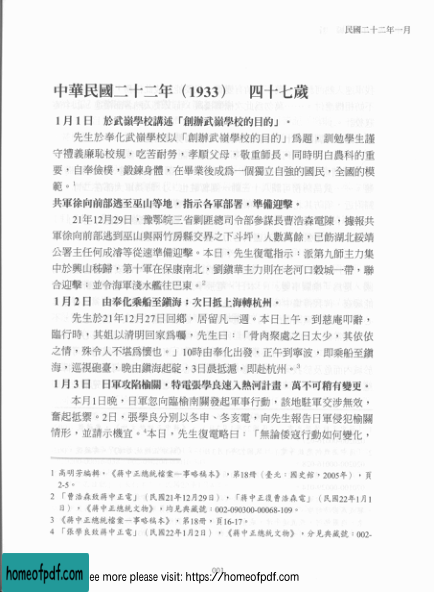 民國二十二年一月
中華民國二十二年（1933） 四十七歲
1月1日 於武嶺學校講述「創辦武嶺學校的目的」。
先生於奉化武嶺學校以「創辦武嶺學校的目的」為題，訓勉學生謹
守禮義廉恥校規，吃苦耐勞，孝順父母，敬重師長。同時明白農科的重
要，自奉儉樸，鍛鍊身體，在畢業後成為一個獨立自強的國民，全國的模
範。1
共軍徐向前部逃至巫山等地，指示各軍部署，準備迎擊。
21年12月29日，豫鄂皖三省剿匪總司令部參謀長曹浩森電陳，據報共
軍徐向前部逃到巫山與兩竹房縣交界之下斗坪，人數萬餘，已飭湖北綏靖
公署主任何成濬等從速準備迎擊。本日，先生復電指示：派第九師主力集
中於興山秭歸，第十軍在保康南北，劉鎮華主力則在老河口穀城一帶，聯
合迎擊，並令海軍淺水艦往巴東。2
1月2日 由奉化乘船至鎮海；次日抵上海轉杭州。
先生於21年12月27日回鄉，居留凡一週。本日上午，到慈庵叩辭，
臨行時，其姐以清明回家為囑，先生曰：「骨肉聚處之日太少，其依依
之情，殊令人不堪為懷也。」10時由奉化出發，正午到寧波，即乘船至鎮
海，巡視砲臺，晚由鎮海起碇，3日晨抵滬，即赴杭州。3
1月3日 日軍攻陷榆關，特電張學良速入熱河計畫，萬不可稍有變更。
本月1日晚，日軍忽向臨榆南關發起軍事行動，該地駐軍交涉無效，
奮起抵禦。2日，張學良分別以冬申、冬亥電，向先生報告日軍侵犯榆關
情形，並請示機宜。4本日，先生復電略曰：「無論倭寇行動如何變化，
1 高明芳編輯，《蔣中正總統檔案－事略稿本》，第18冊（臺北：國史館，2005年），頁
2-5。
2 「曹浩森致蔣中正電」（民國21年12月29日），「蔣中正復曹浩森電」（民國22年1月1
日），《蔣中正總統文物》，均見典藏號：002-090300-00068-109。
3 《蔣中正總統檔案－事略稿本》，第18冊，頁16-17。
4 「張學良致蔣中正電」（民國22年1月2日），《蔣中正總統文物》，分見典藏號：002-
001
homeofpdf.com
ee more please visit: https://homeofpdf.com